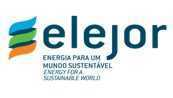 elejor
ENERGIA PARA UM
MUNDO SUSTENTÁVEL
ENERGY FOR A
SUSTAINABLE WORLD